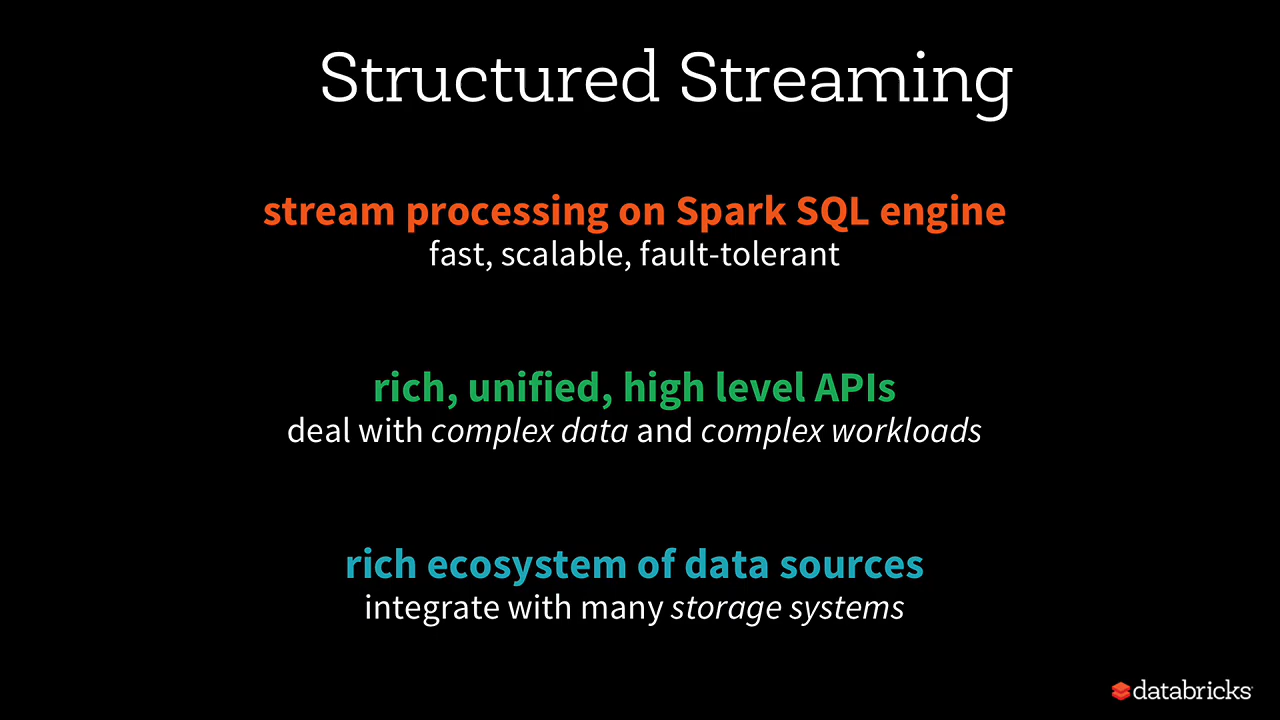 Structured Streaming
stream processing on Spark SQL engine
fast, scalable, fault-tolerant
rich, unified, high level APIs
deal with complex data and complex workloads
rich ecosystem of data sources
integrate with many storage systems
databricks